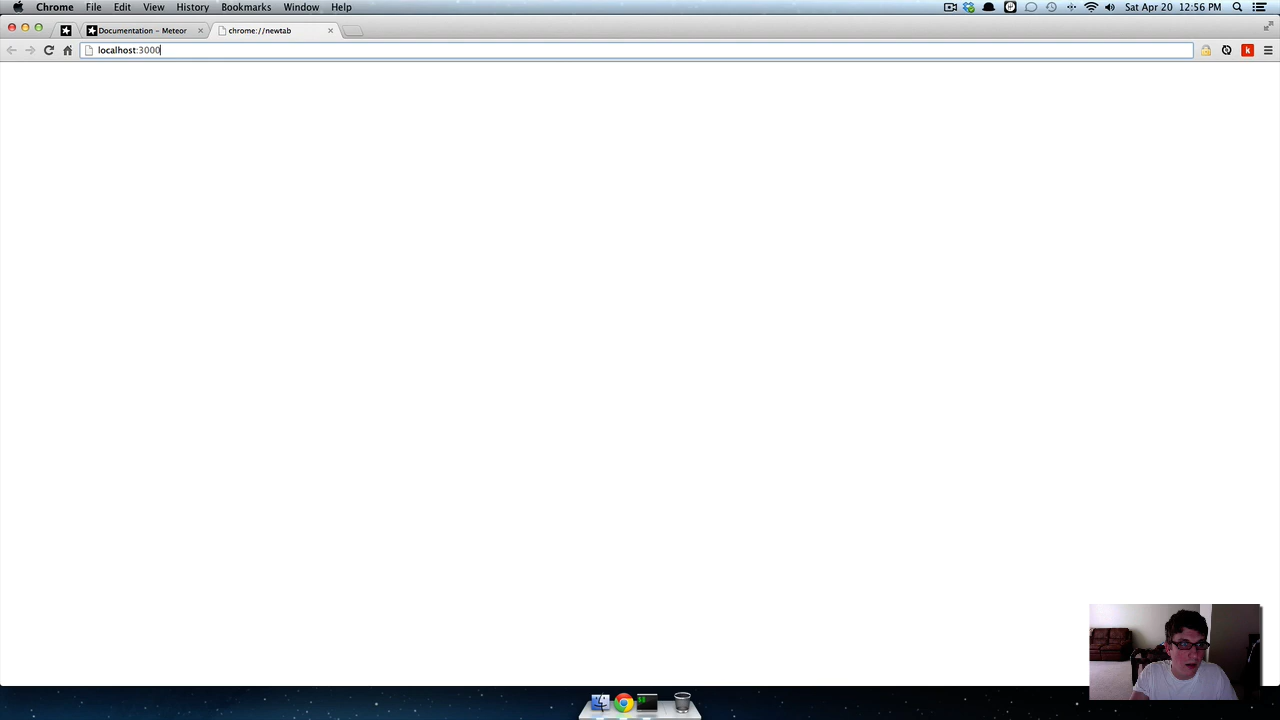 Chrome File Edit View History Bookmarks Window Help Sat Apr 20 12:56 PM
Documentation - Meteor chrome://newtab
localhost:3000
k